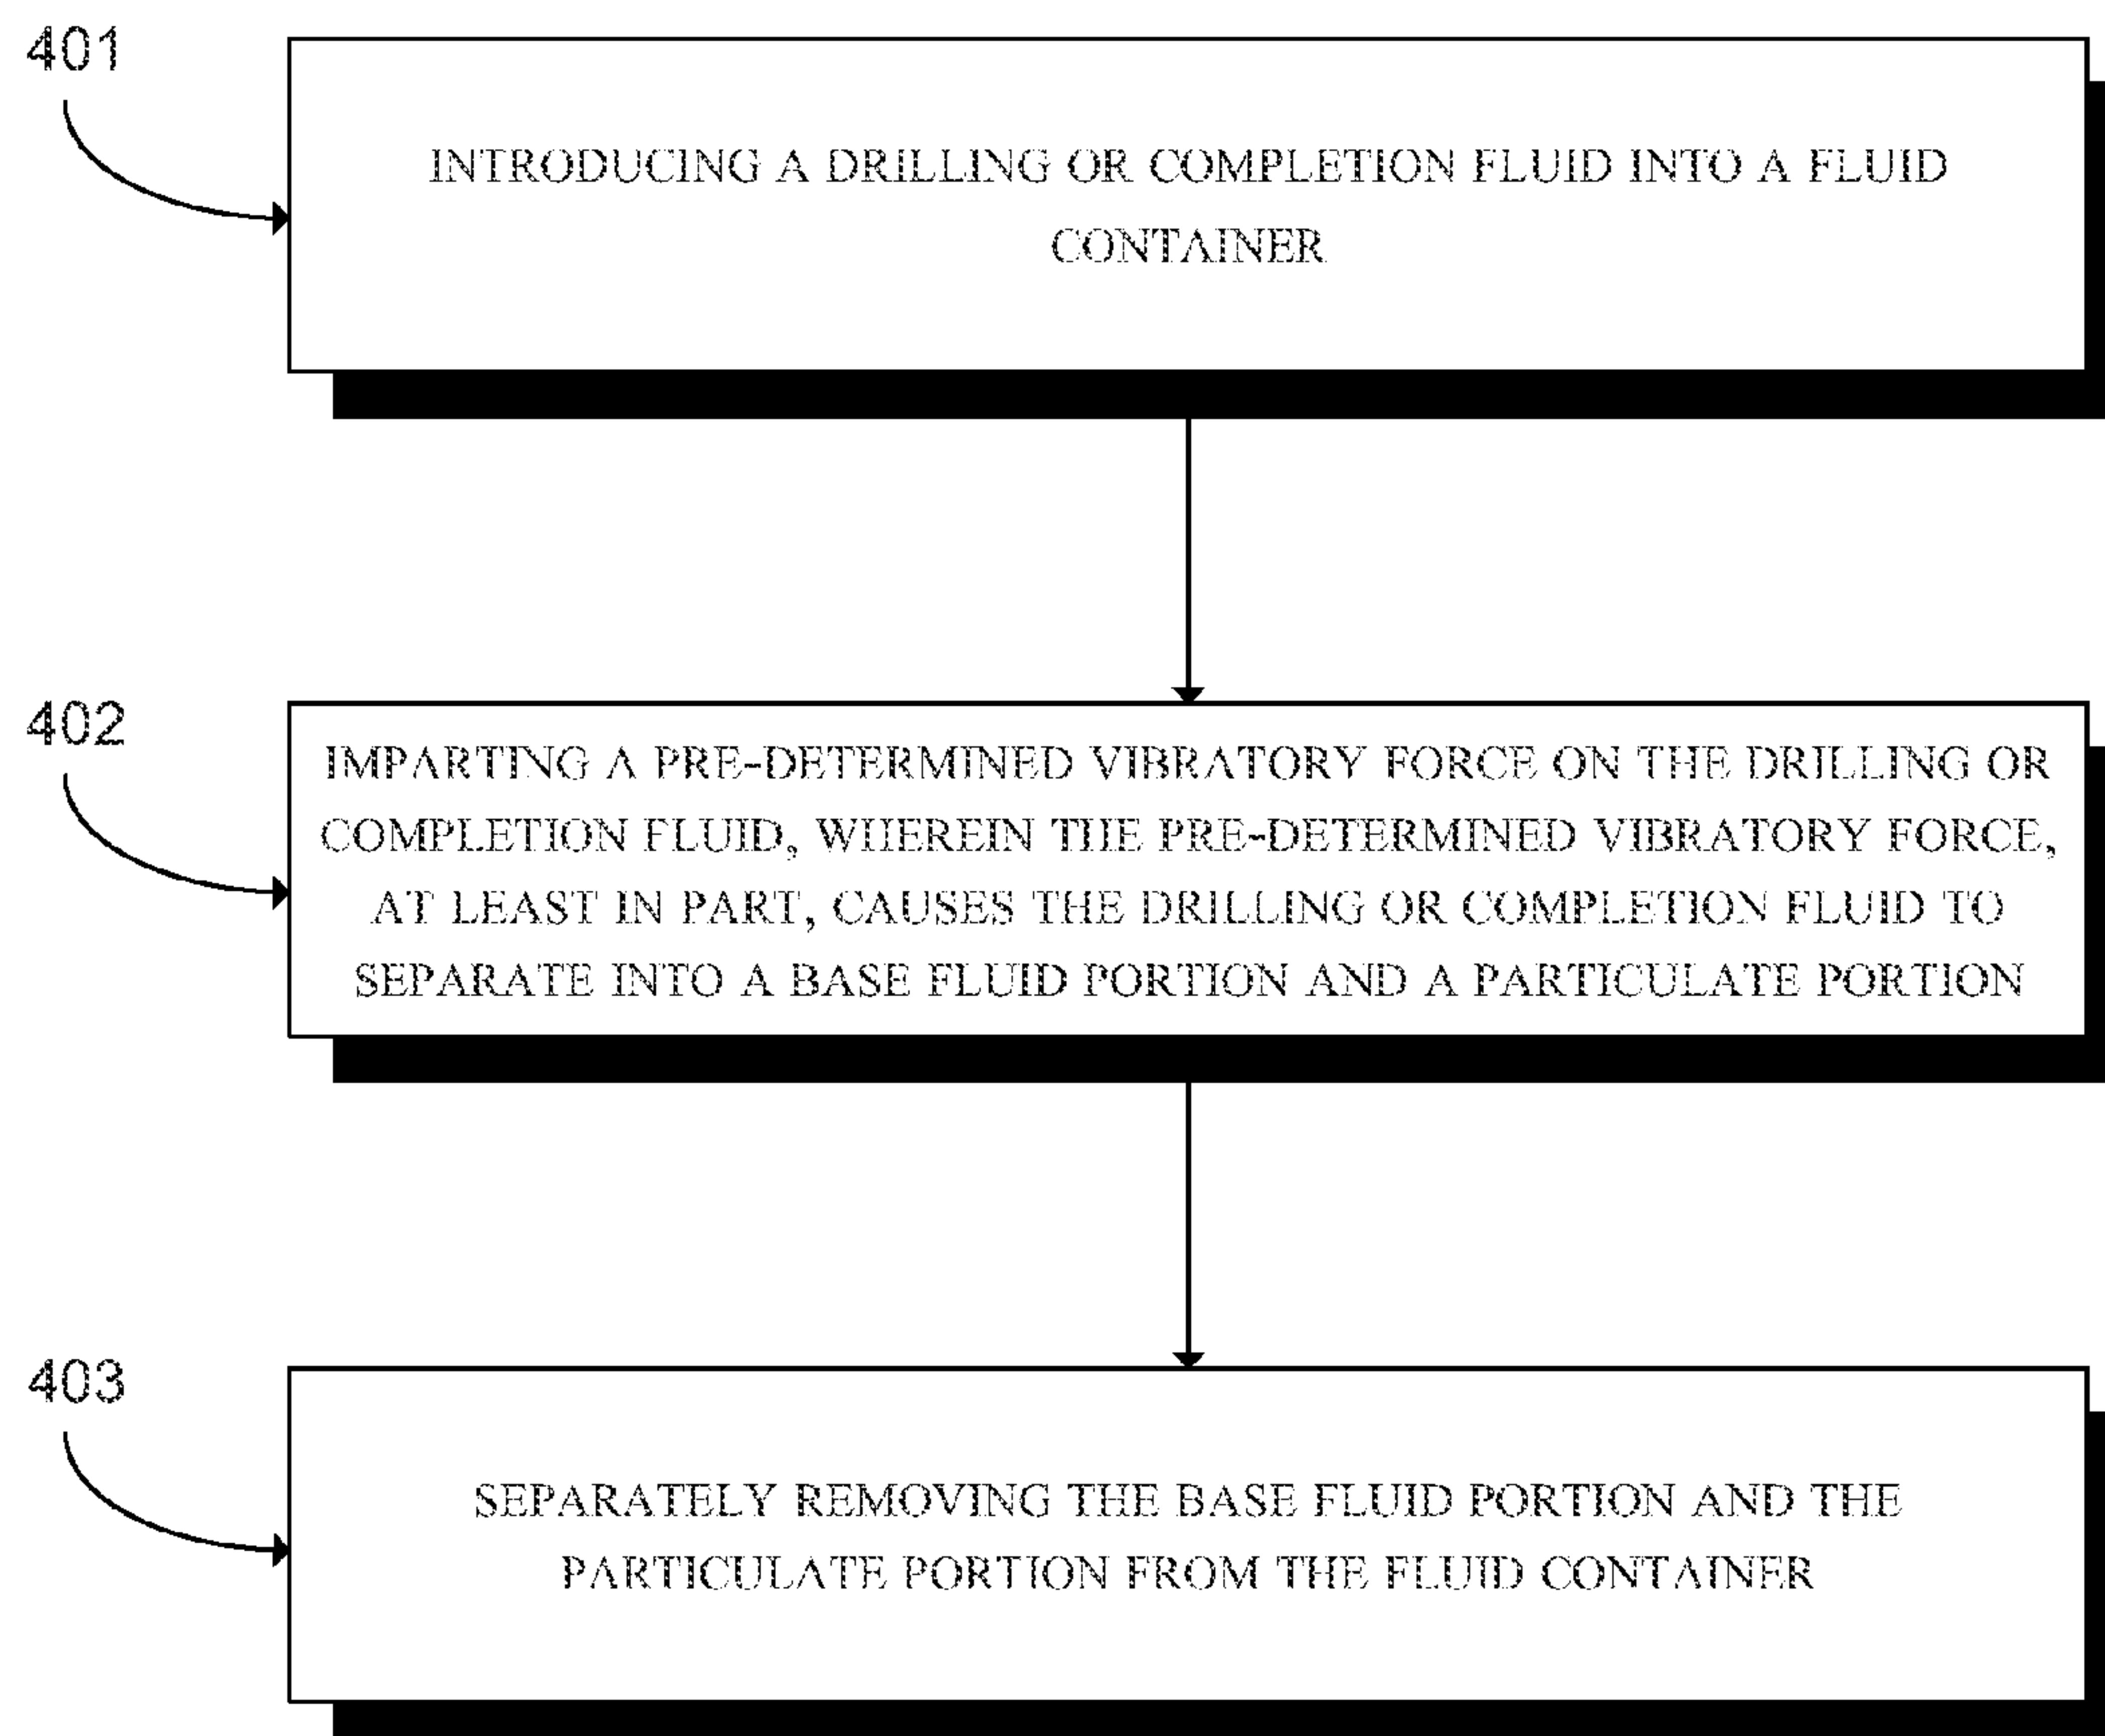 401
INTRODUCING A DRILLING OR COMPLETION FLUID INTO A FLUID
CONTAINER
402
IMPARTING A PRE-DETERMINED VIBRATORY FORCE ON THE DRILLING OR
COMPLETION FLUID, WHEREIN THE PRE-DETERMINED VIBRATORY FORCE,
AT LEAST IN PART, CAUSES THE DRILLING OR COMPLETION FLUID TO
SEPARATE INTO A BASE FLUID PORTION AND A PARTICULATE PORTION
403
SEPARATELY REMOVING THE BASE FLUID PORTION AND THE
PARTICULATE PORTION FROM THE FLUID CONTAINER